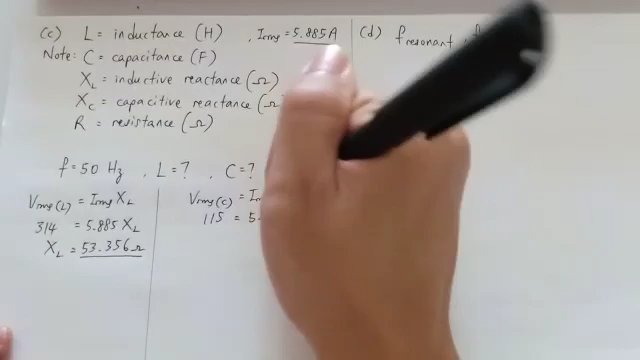 (c) L = inductance (H) , Irms = 5.885A
Note: C = capacitance (F)
XL = inductive reactance (Ω)
XC = capacitive reactance (Ω
R = resistance (Ω)
f = 50 Hz , L = ? , C = ?
Vrms(L) = Irms XL
314 = 5.885 XL
XL = 53.356Ω
Vrms(C) =
115 = 5.
(d) fresonant ,